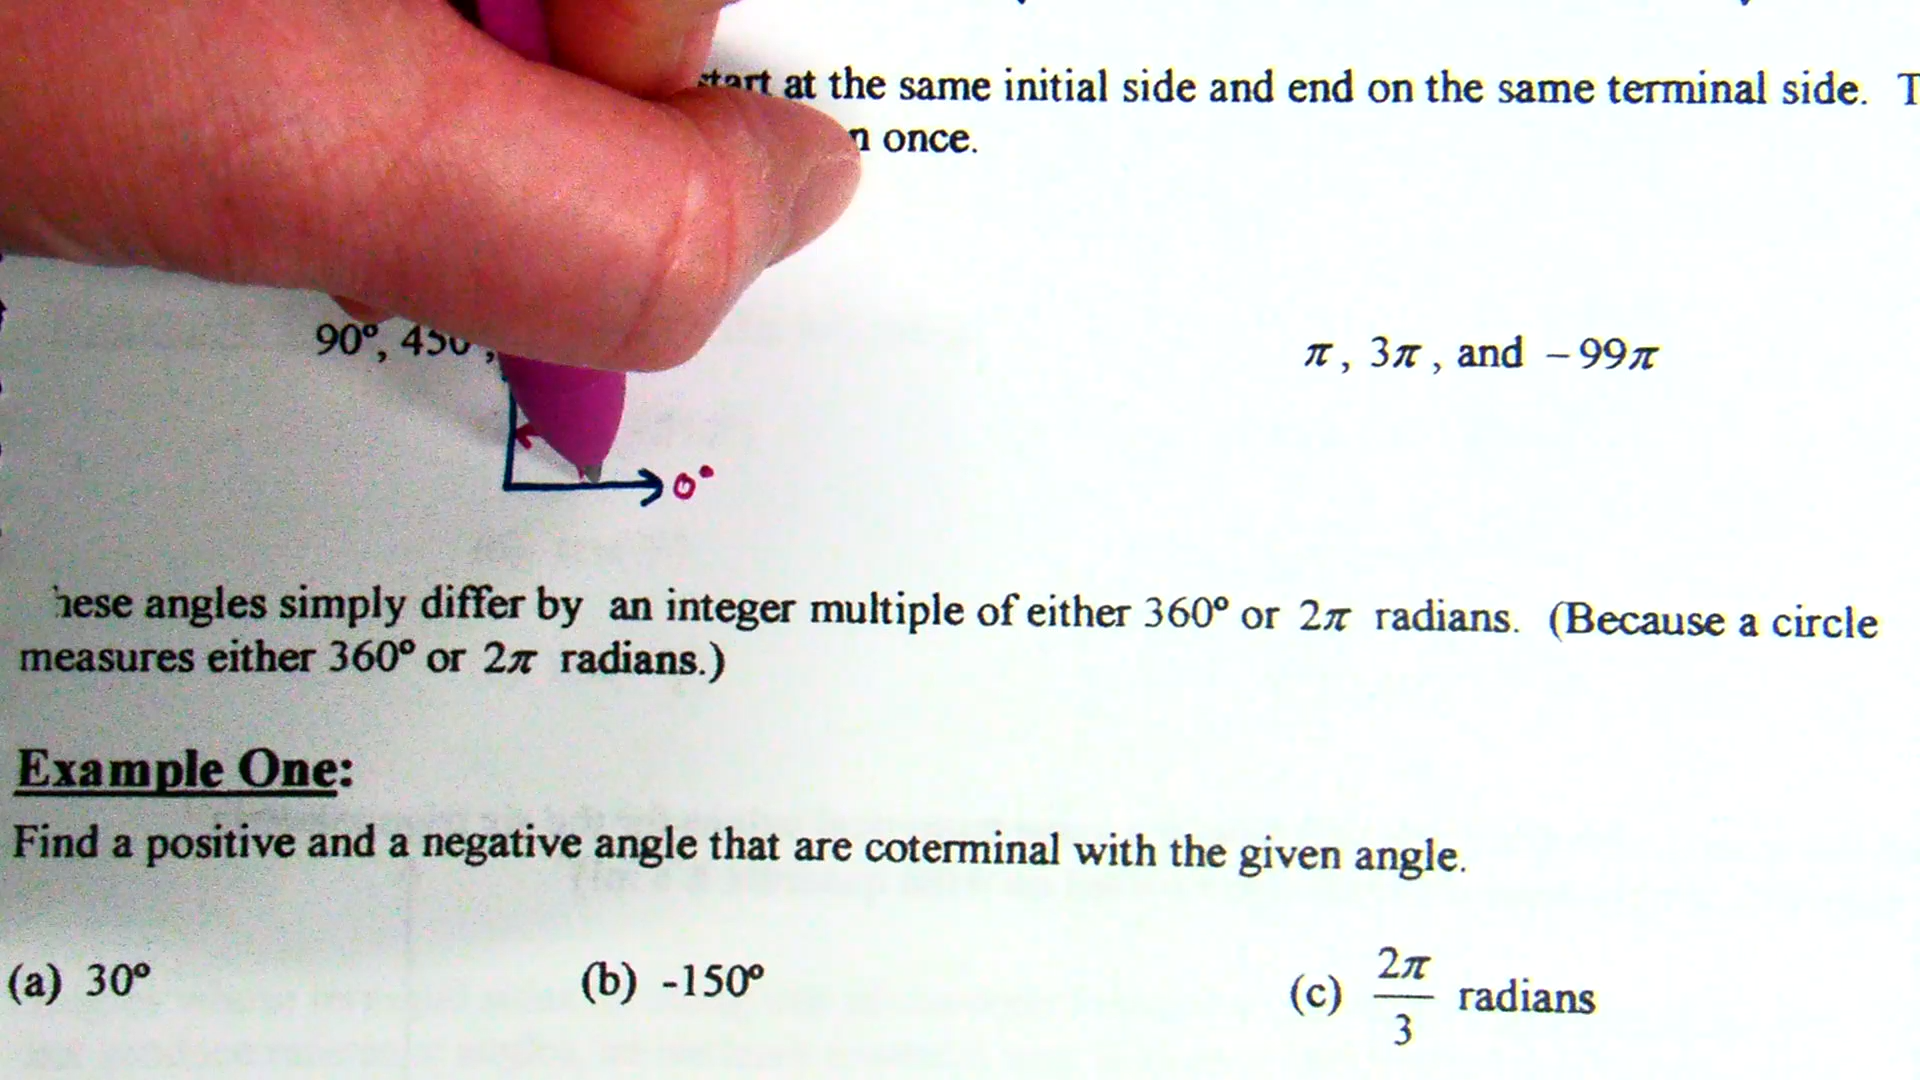 start at the same initial side and end on the same terminal side.
once.
90°, 450°,
π, 3π, and −99π
0°
angles simply differ by an integer multiple of either 360° or 2π radians. (Because a circle
measures either 360° or 2π radians.)
Example One:
Find a positive and a negative angle that are coterminal with the given angle.
(a) 30° (b) -150° (c) 2π/3 radians